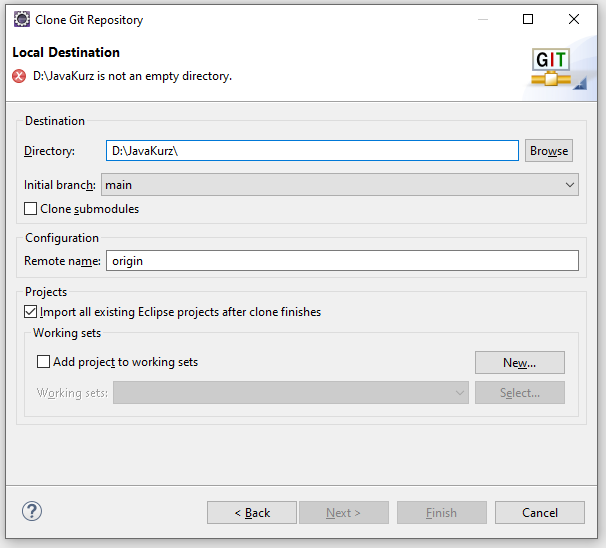 Clone Git Repository
Local Destination
D:\JavaKurz is not an empty directory.
GIT
Destination
Directory: D:\JavaKurz\ Browse
Initial branch: main
Clone submodules
Configuration
Remote name: origin
Projects
Import all existing Eclipse projects after clone finishes
Working sets
Add project to working sets New...
Working sets: Select...
? < Back Next > Finish Cancel